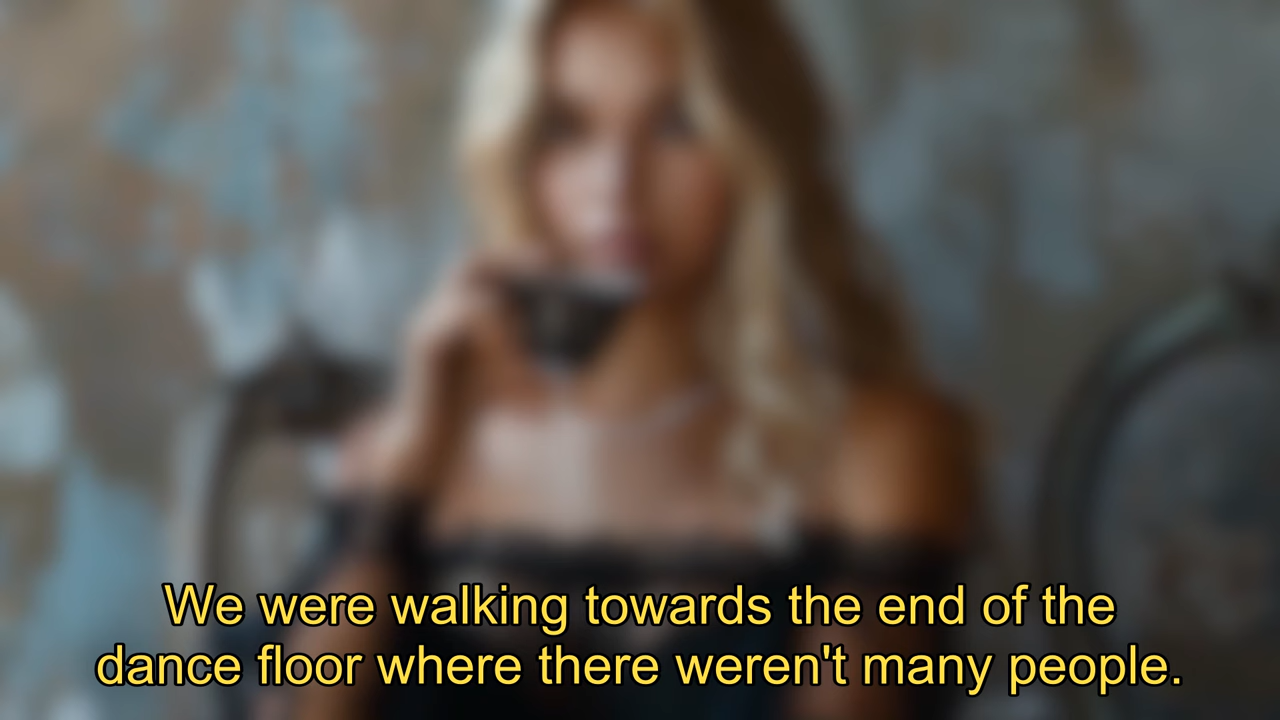 We were walking towards the end of the
dance floor where there weren't many people.